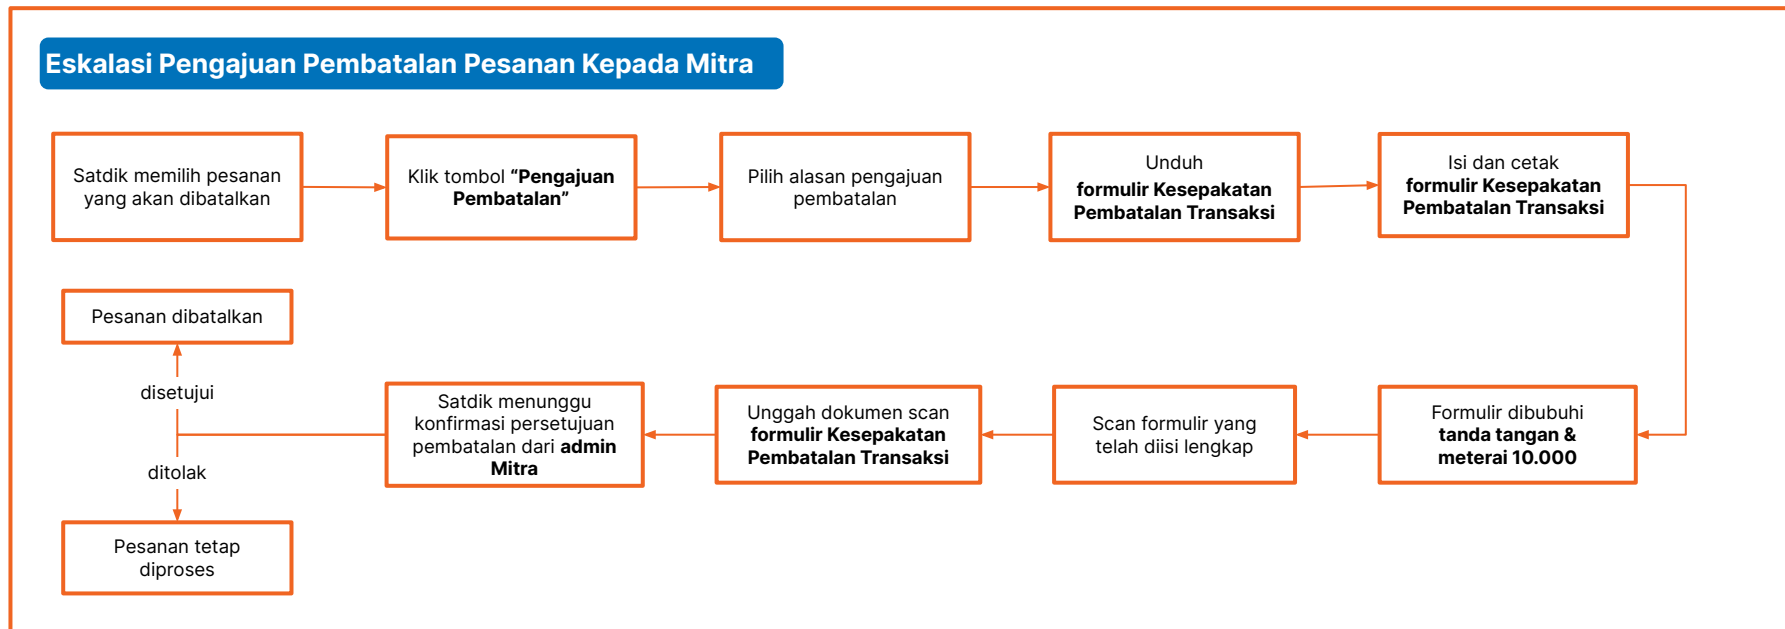 Eskalasi Pengajuan Pembatalan Pesanan Kepada Mitra
Satdik memilih pesanan
yang akan dibatalkan
Klik tombol “Pengajuan
Pembatalan”
Pilih alasan pengajuan
pembatalan
Unduh
formulir Kesepakatan
Pembatalan Transaksi
Isi dan cetak
formulir Kesepakatan
Pembatalan Transaksi
Formulir dibubuhi
tanda tangan &
meterai 10.000
Scan formulir yang
telah diisi lengkap
Unggah dokumen scan
formulir Kesepakatan
Pembatalan Transaksi
Satdik menunggu
konfirmasi persetujuan
pembatalan dari admin
Mitra
disetujui
Pesanan dibatalkan
ditolak
Pesanan tetap
diproses